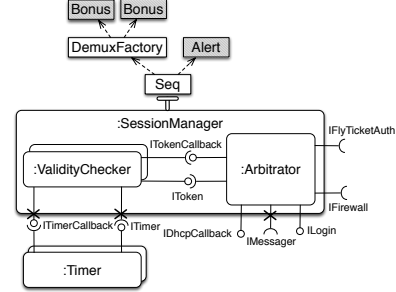 Bonus Bonus
DemuxFactory Alert
Seq
:SessionManager
ITokenCallback
IFlyTicketAuth
:ValidityChecker
:Arbitrator
IToken
IFirewall
ITimerCallback ITimer
IDhcpCallback
ILogin
IMessager
:Timer